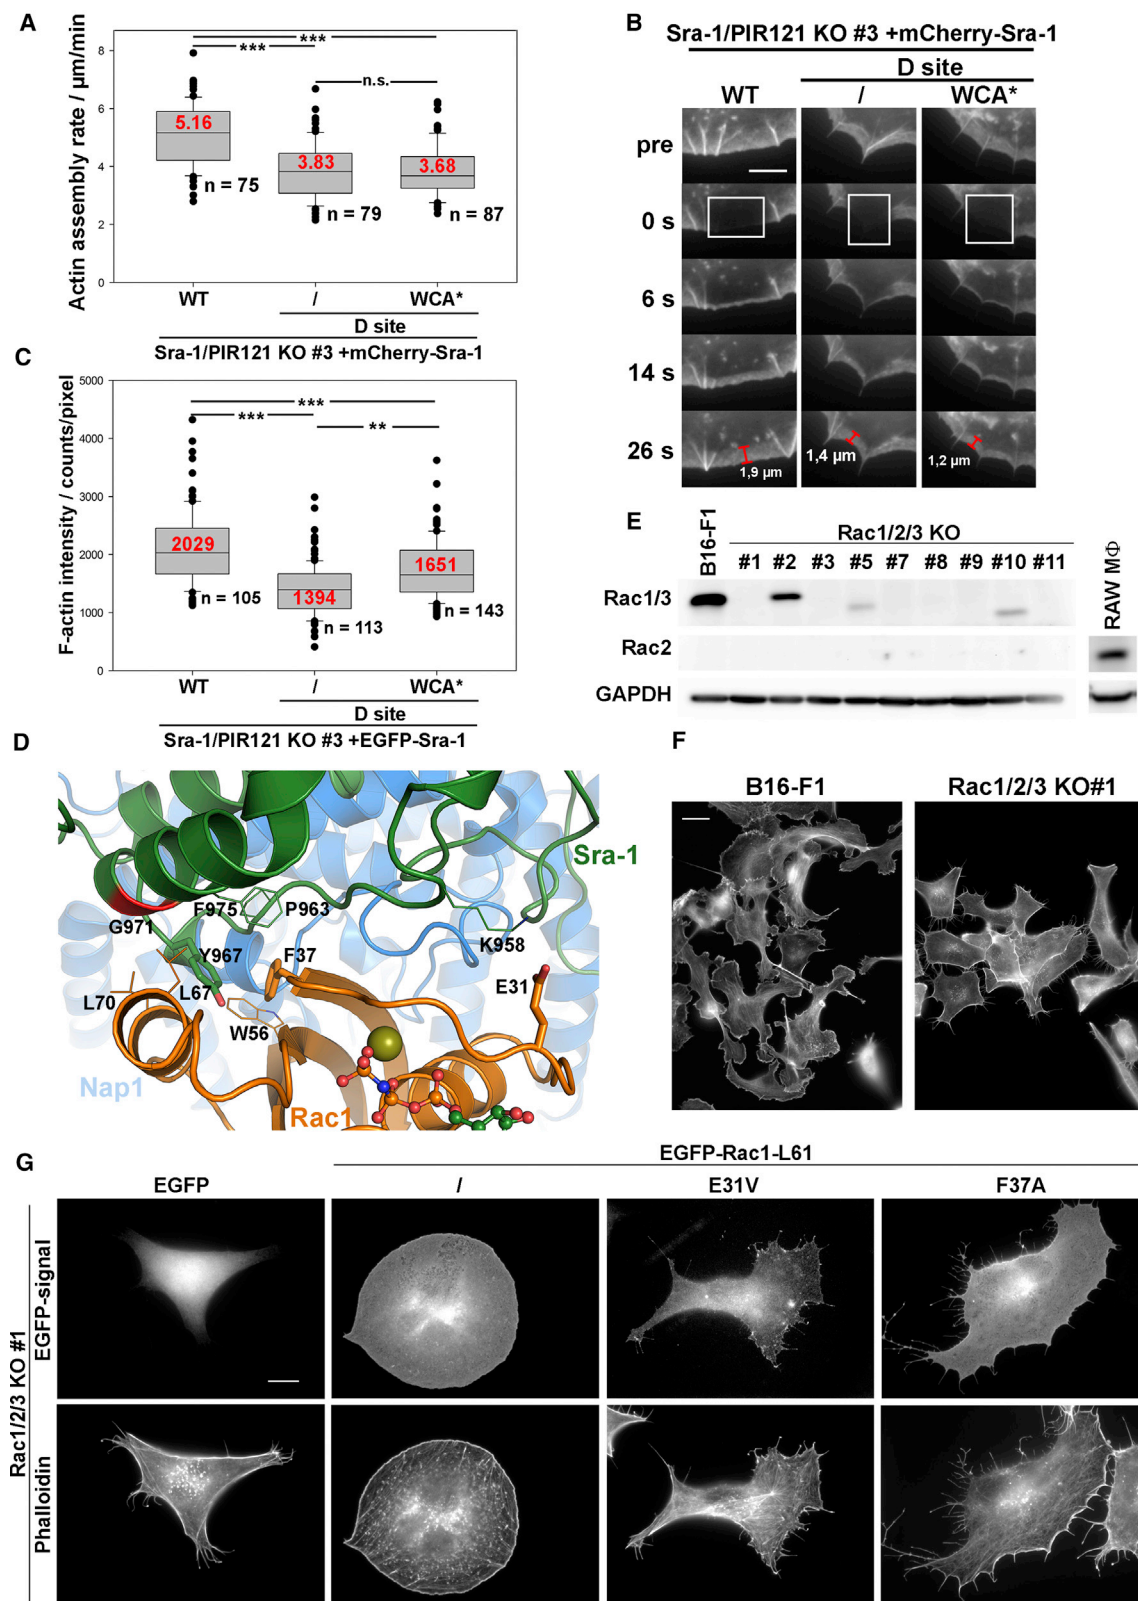 A
Actin assembly rate / µm/min
8
6
4
2
0
***
***
n.s.
5.16
3.83
3.68
n = 75
n = 79
n = 87
WT
/
WCA*
D site
Sra-1/PIR121 KO #3 +mCherry-Sra-1
B
Sra-1/PIR121 KO #3 +mCherry-Sra-1
D site
WT
/
WCA*
pre
0 s
6 s
14 s
26 s
1,9 µm
1,4 µm
1,2 µm
C
F-actin intensity / counts/pixel
5000
4000
3000
2000
1000
0
***
***
**
2029
1394
1651
n = 105
n = 113
n = 143
WT
/
WCA*
D site
Sra-1/PIR121 KO #3 +EGFP-Sra-1
D
Sra-1
G971
F975
P963
K958
Y967
F37
E31
L70
L67
W56
Nap1
Rac1
E
B16-F1
Rac1/2/3 KO
#1 #2 #3 #5 #7 #8 #9 #10 #11
RAW MΦ
Rac1/3
Rac2
GAPDH
F
B16-F1
Rac1/2/3 KO#1
G
EGFP-Rac1-L61
EGFP
/
E31V
F37A
Rac1/2/3 KO #1
EGFP-signal
Phalloidin